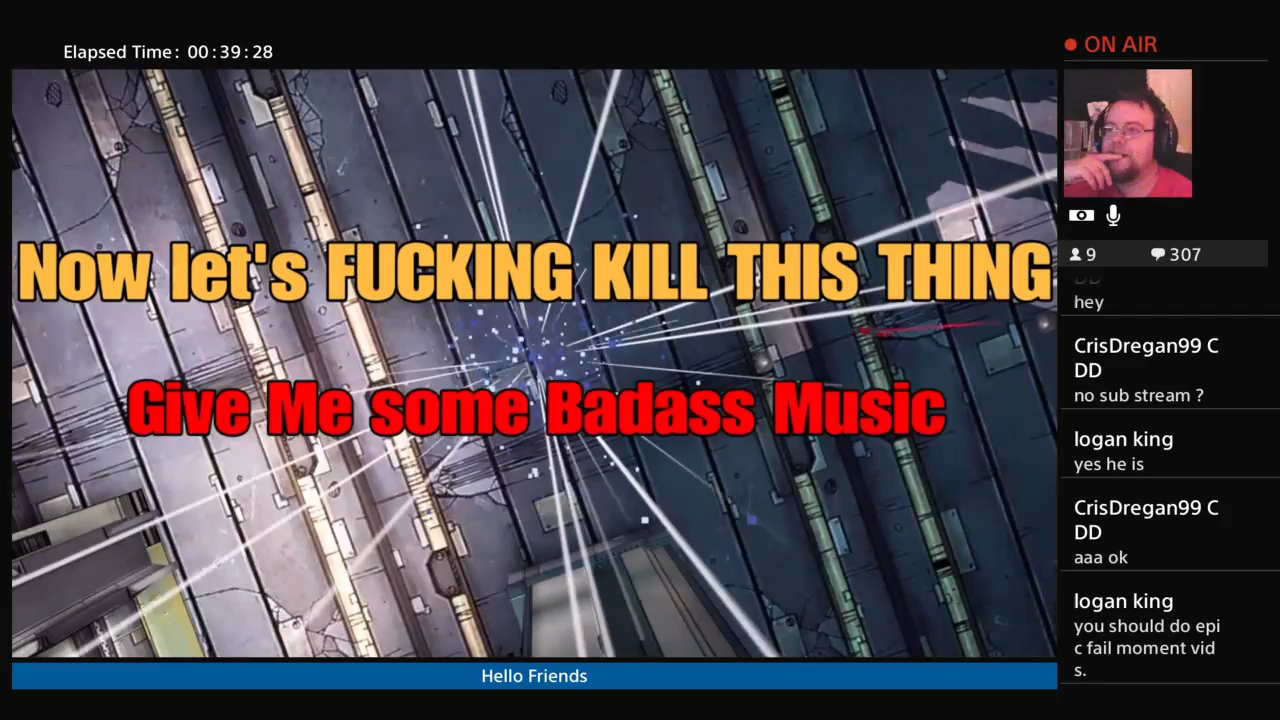 Elapsed Time: 00:39:28
ON AIR
Now let's FUCKING KILL THIS THING
Give Me some Badass Music
9 307
DD
hey
CrisDregan99 C
DD
no sub stream ?
logan king
yes he is
CrisDregan99 C
DD
aaa ok
logan king
you should do epi
c fail moment vid
s.
Hello Friends